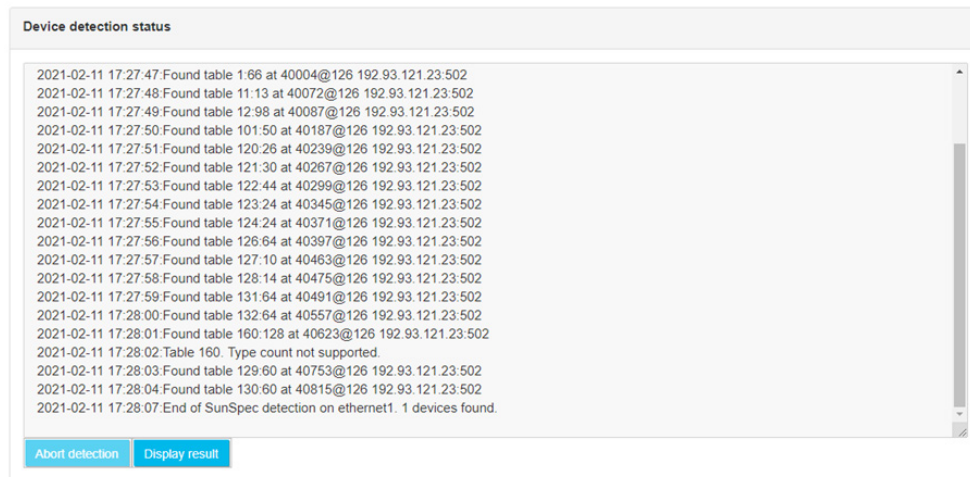 Device detection status
2021-02-11 17:27:47:Found table 1:66 at 40004@126 192.93.121.23:502
2021-02-11 17:27:48:Found table 11:13 at 40072@126 192.93.121.23:502
2021-02-11 17:27:49:Found table 12:98 at 40087@126 192.93.121.23:502
2021-02-11 17:27:50:Found table 101:50 at 40187@126 192.93.121.23:502
2021-02-11 17:27:51:Found table 120:26 at 40239@126 192.93.121.23:502
2021-02-11 17:27:52:Found table 121:30 at 40267@126 192.93.121.23:502
2021-02-11 17:27:53:Found table 122:44 at 40299@126 192.93.121.23:502
2021-02-11 17:27:54:Found table 123:24 at 40345@126 192.93.121.23:502
2021-02-11 17:27:55:Found table 124:24 at 40371@126 192.93.121.23:502
2021-02-11 17:27:56:Found table 126:64 at 40397@126 192.93.121.23:502
2021-02-11 17:27:57:Found table 127:10 at 40463@126 192.93.121.23:502
2021-02-11 17:27:58:Found table 128:14 at 40475@126 192.93.121.23:502
2021-02-11 17:27:59:Found table 131:64 at 40491@126 192.93.121.23:502
2021-02-11 17:28:00:Found table 132:64 at 40557@126 192.93.121.23:502
2021-02-11 17:28:01:Found table 160:128 at 40623@126 192.93.121.23:502
2021-02-11 17:28:02:Table 160. Type count not supported.
2021-02-11 17:28:03:Found table 129:60 at 40753@126 192.93.121.23:502
2021-02-11 17:28:04:Found table 130:60 at 40815@126 192.93.121.23:502
2021-02-11 17:28:07:End of SunSpec detection on ethernet1. 1 devices found.
Abort detection Display result